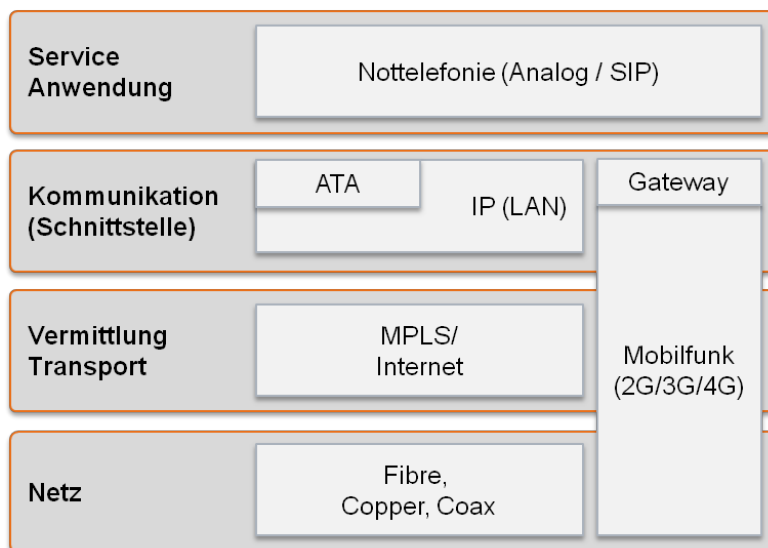 Service
Anwendung
Nottelefonie (Analog / SIP)
Kommunikation
(Schnittstelle)
ATA
IP (LAN)
Gateway
Vermittlung
Transport
MPLS/
Internet
Mobilfunk
(2G/3G/4G)
Netz
Fibre,
Copper, Coax